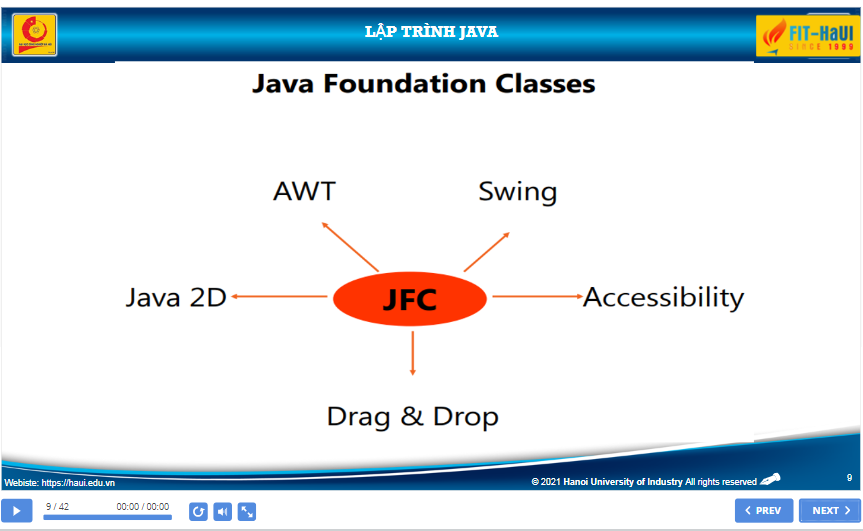 LẬP TRÌNH JAVA
FIT-HaUI
SINCE 1999
Java Foundation Classes
AWT
Swing
Java 2D
JFC
Accessibility
Drag & Drop
Webiste: https://haui.edu.vn
© 2021 Hanoi University of Industry All rights reserved
9
9 / 42
00:00 / 00:00
PREV
NEXT